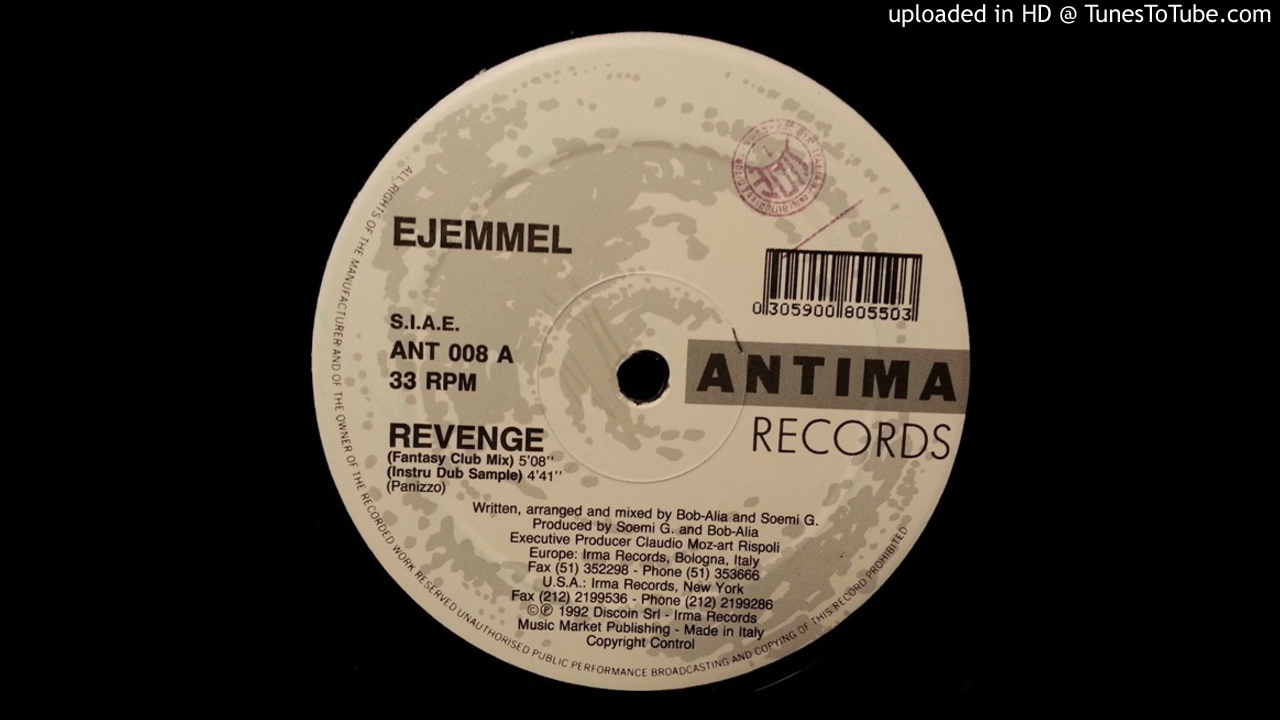 uploaded in HD @ TunesToTube.com
EJEMMEL
S.I.A.E.
ANT 008 A
33 RPM
0 305900 805503
ANTIMA
RECORDS
REVENGE
(Fantasy Club Mix) 5'08''
(Instru Dub Sample) 4'41''
(Panizzo)
Written, arranged and mixed by Bob-Alia and Soemi G.
Produced by Soemi G. and Bob-Alia
Executive Producer Claudio Moz-art Rispoli
Europe: Irma Records, Bologna, Italy
Fax (51) 352298 - Phone (51) 353666
U.S.A.: Irma Records, New York
Fax (212) 2199536 - Phone (212) 2199286
©℗ 1992 Discoin Srl - Irma Records
Music Market Publishing - Made in Italy
Copyright Control
ALL RIGHTS OF THE MANUFACTURER AND OF THE OWNER OF THE RECORDED WORK RESERVED UNAUTHORISED PUBLIC PERFORMANCE BROADCASTING AND COPYING OF THIS RECORD PROHIBITED